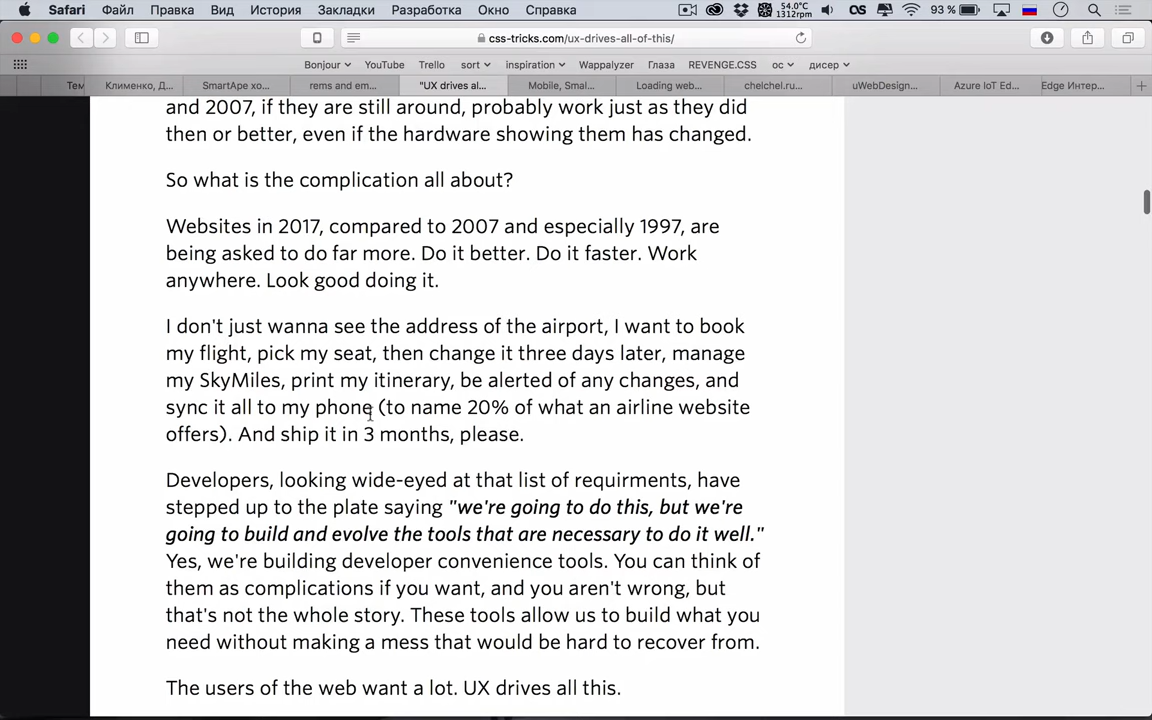 Safari Файл Правка Вид История Закладки Разработка Окно Справка 54.0°C 1312rpm 93 %
css-tricks.com/ux-drives-all-of-this/
Bonjour YouTube Trello sort inspiration Wappalyzer Глаза REVENGE.CSS ос дисер
Тем Клименко, Д... SmartApe хо... rems and em... "UX drives al... Mobile, Smal... Loading web... chelchel.ru... uWebDesign... Azure IoT Ed... Edge Интер...
and 2007, if they are still around, probably work just as they did
then or better, even if the hardware showing them has changed.
So what is the complication all about?
Websites in 2017, compared to 2007 and especially 1997, are
being asked to do far more. Do it better. Do it faster. Work
anywhere. Look good doing it.
I don't just wanna see the address of the airport, I want to book
my flight, pick my seat, then change it three days later, manage
my SkyMiles, print my itinerary, be alerted of any changes, and
sync it all to my phone (to name 20% of what an airline website
offers). And ship it in 3 months, please.
Developers, looking wide-eyed at that list of requirments, have
stepped up to the plate saying "we're going to do this, but we're
going to build and evolve the tools that are necessary to do it well."
Yes, we're building developer convenience tools. You can think of
them as complications if you want, and you aren't wrong, but
that's not the whole story. These tools allow us to build what you
need without making a mess that would be hard to recover from.
The users of the web want a lot. UX drives all this.